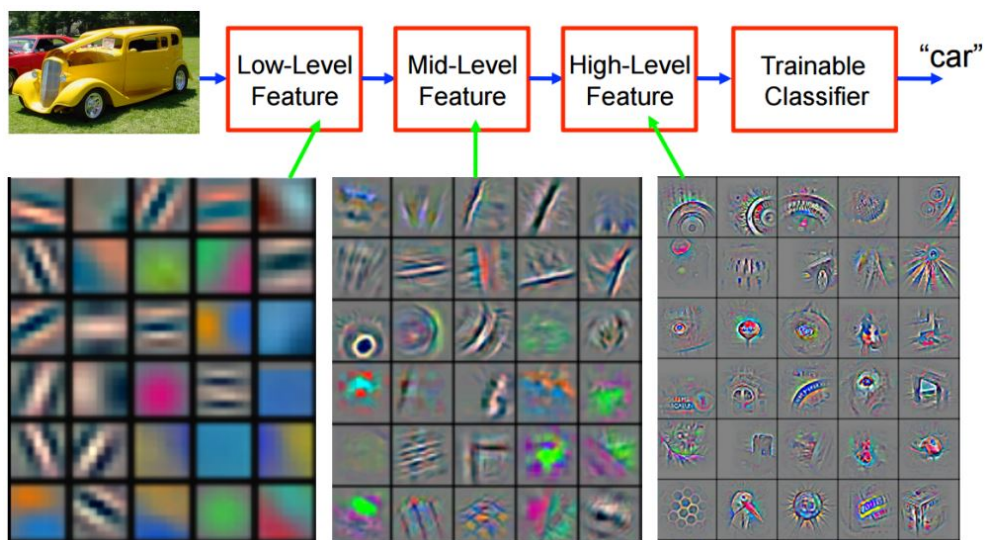 Low-Level
Feature
Mid-Level
Feature
High-Level
Feature
Trainable
Classifier
“car”